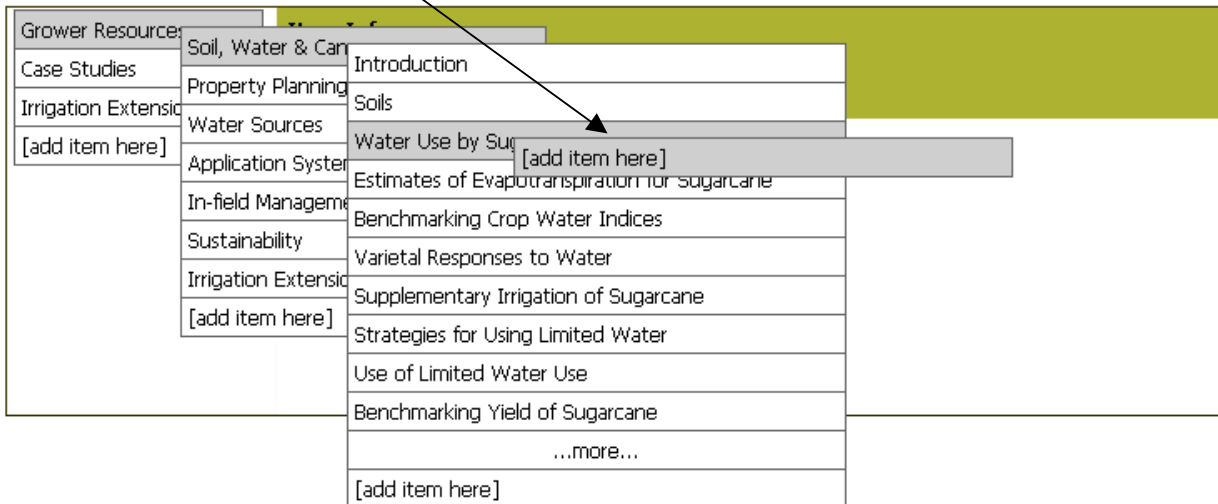 Grower Resources
Case Studies
Irrigation Extensio
[add item here]
Soil, Water & Can
Property Planning
Water Sources
Application System
In-field Manageme
Sustainability
Irrigation Extensio
[add item here]
Introduction
Soils
Water Use by Sug
Estimates of Evapotranspiration for Sugarcane
Benchmarking Crop Water Indices
Varietal Responses to Water
Supplementary Irrigation of Sugarcane
Strategies for Using Limited Water
Use of Limited Water Use
Benchmarking Yield of Sugarcane
...more...
[add item here]
[add item here]